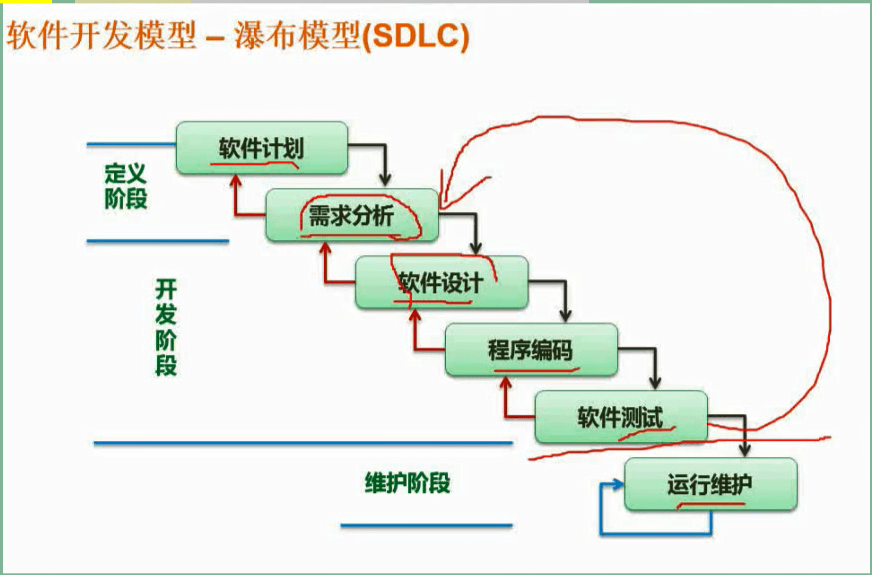 软件开发模型 – 瀑布模型(SDLC)
软件计划
定义
阶段
需求分析
软件设计
开
发
阶
段
程序编码
软件测试
维护阶段
运行维护